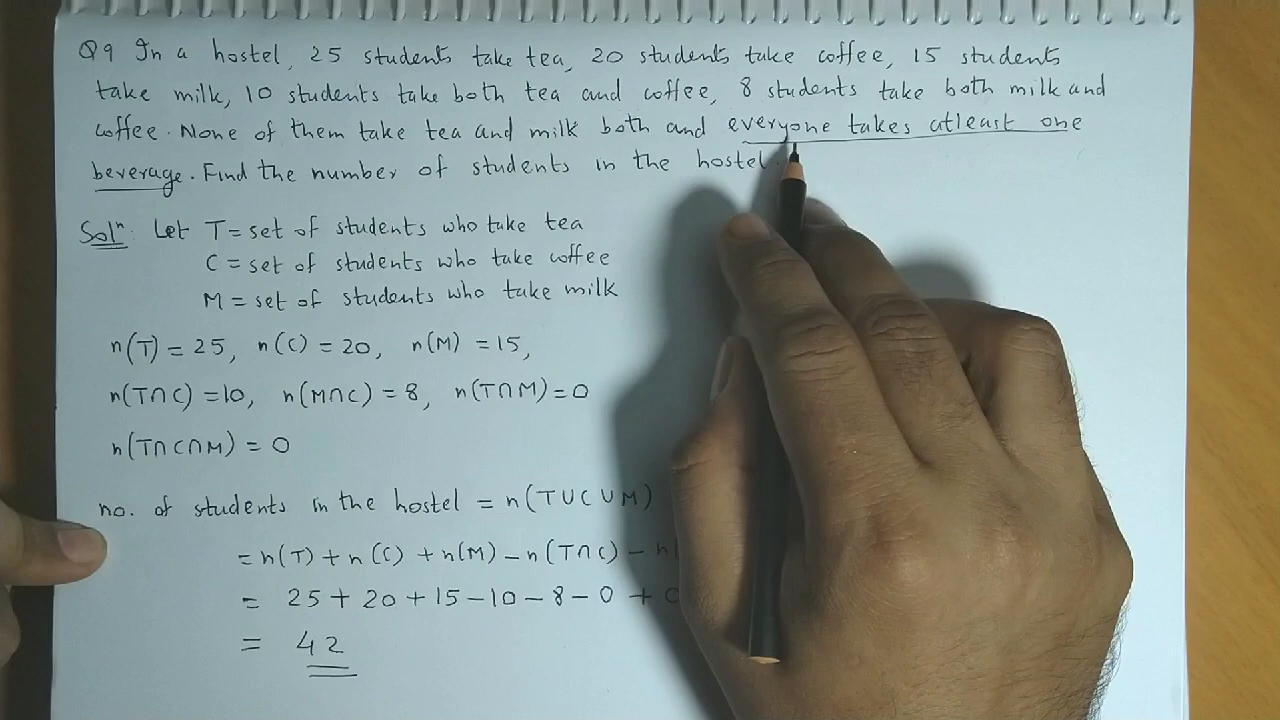 Q9 In a hostel, 25 students take tea, 20 students take coffee, 15 students
take milk, 10 students take both tea and coffee, 8 students take both milk and
coffee. None of them take tea and milk both and everyone takes atleast one
beverage. Find the number of students in the hostel.
Solⁿ: Let T = set of students who take tea
C = set of students who take coffee
M = set of students who take milk
n(T) = 25, n(C) = 20, n(M) = 15,
n(T∩C) = 10, n(M∩C) = 8, n(T∩M) = 0
n(T∩C∩M) = 0
no. of students in the hostel = n(T∪C∪M)
= n(T) + n(C) + n(M) – n(T∩C) – n(
= 25 + 20 + 15 – 10 – 8 – 0 + 0
= 42